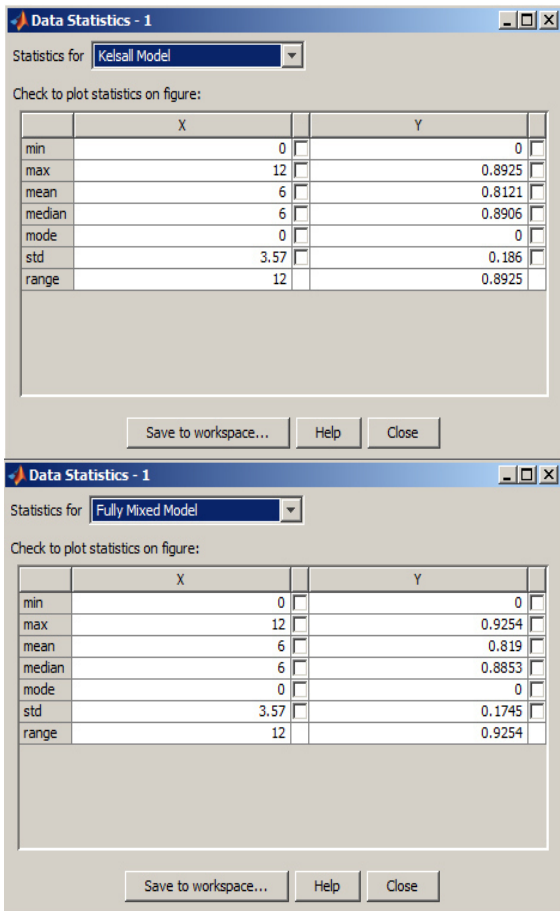 Data Statistics - 1
Statistics for Kelsall Model
Check to plot statistics on figure:
X Y
min 0 0
max 12 0.8925
mean 6 0.8121
median 6 0.8906
mode 0 0
std 3.57 0.186
range 12 0.8925
Save to workspace... Help Close
Data Statistics - 1
Statistics for Fully Mixed Model
Check to plot statistics on figure:
X Y
min 0 0
max 12 0.9254
mean 6 0.819
median 6 0.8853
mode 0 0
std 3.57 0.1745
range 12 0.9254
Save to workspace... Help Close